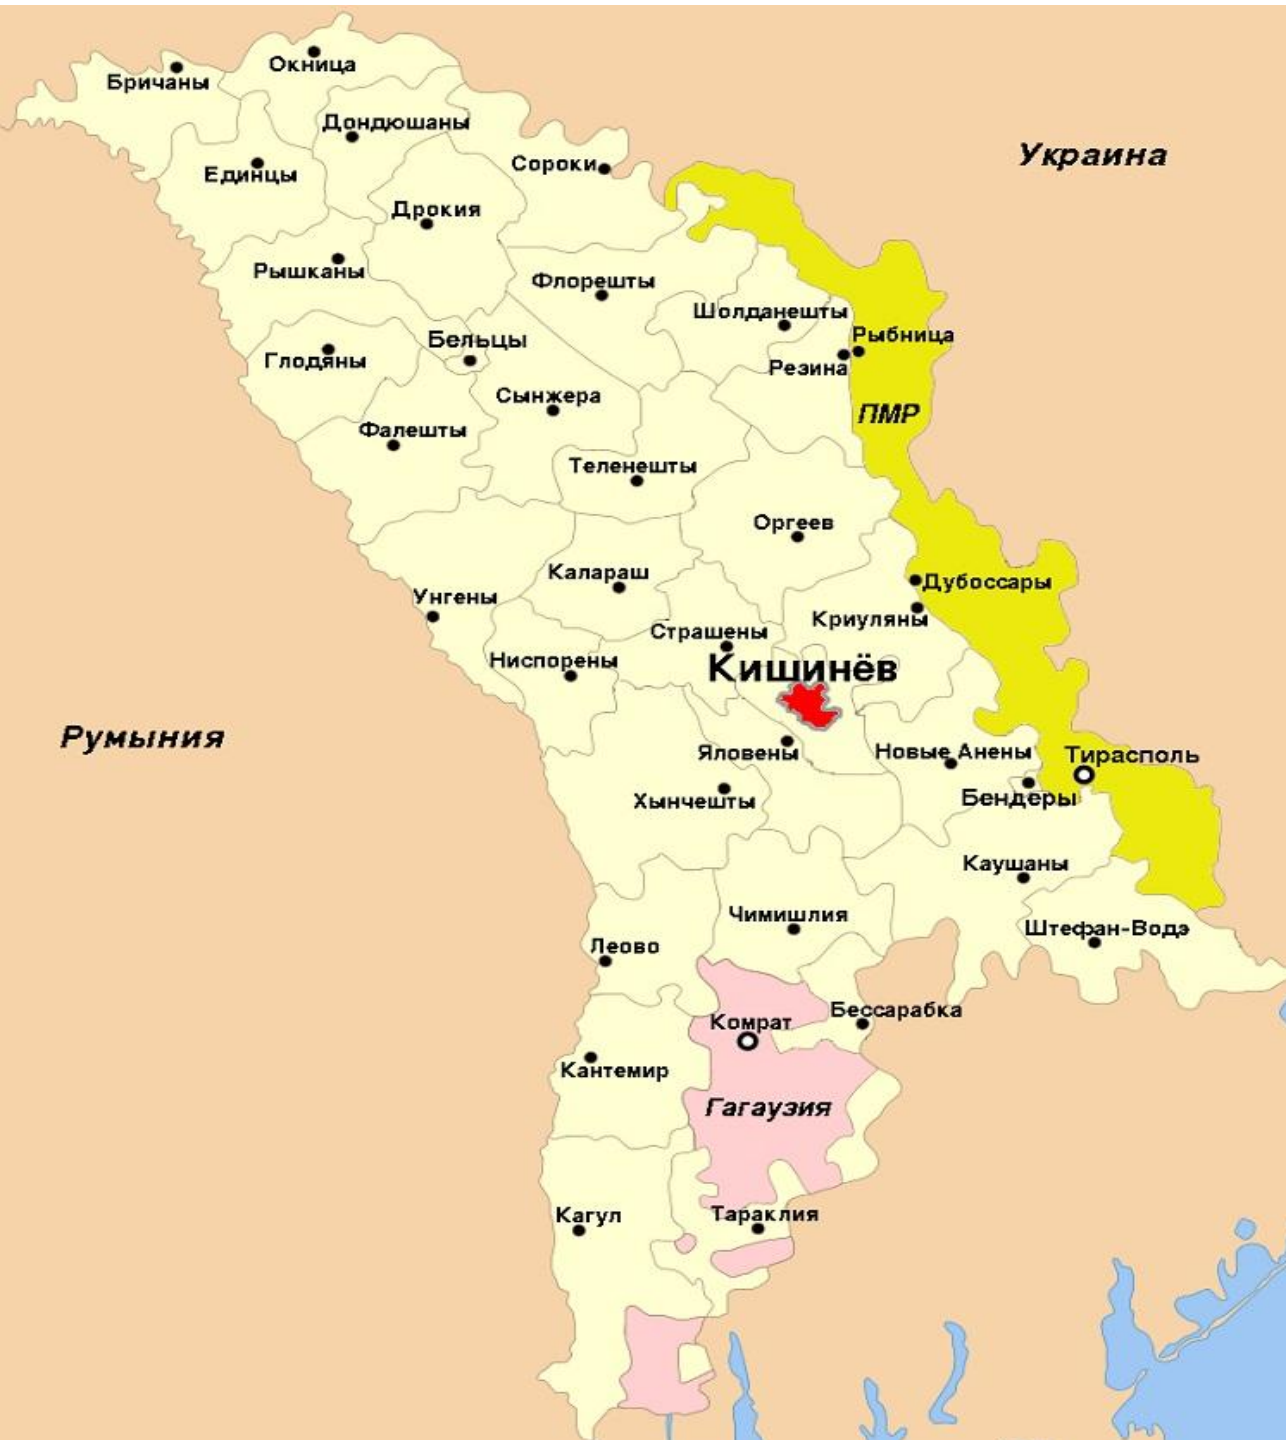 Окница
Бричаны
Дондюшаны
Украина
Сороки
Единцы
Дрокия
Рышканы
Флорешты
Шолданешты
Рыбница
Бельцы
Глодяны
Резина
Сынжера
ПМР
Фалешты
Теленешты
Оргеев
Калараш
Дубоссары
Унгены
Криуляны
Страшены
Ниспорены
Кишинёв
Румыния
Яловены
Новые Анены
Тирасполь
Хынчешты
Бендеры
Каушаны
Чимишлия
Штефан-Водэ
Леово
Бессарабка
Комрат
Кантемир
Гагаузия
Кагул
Тараклия